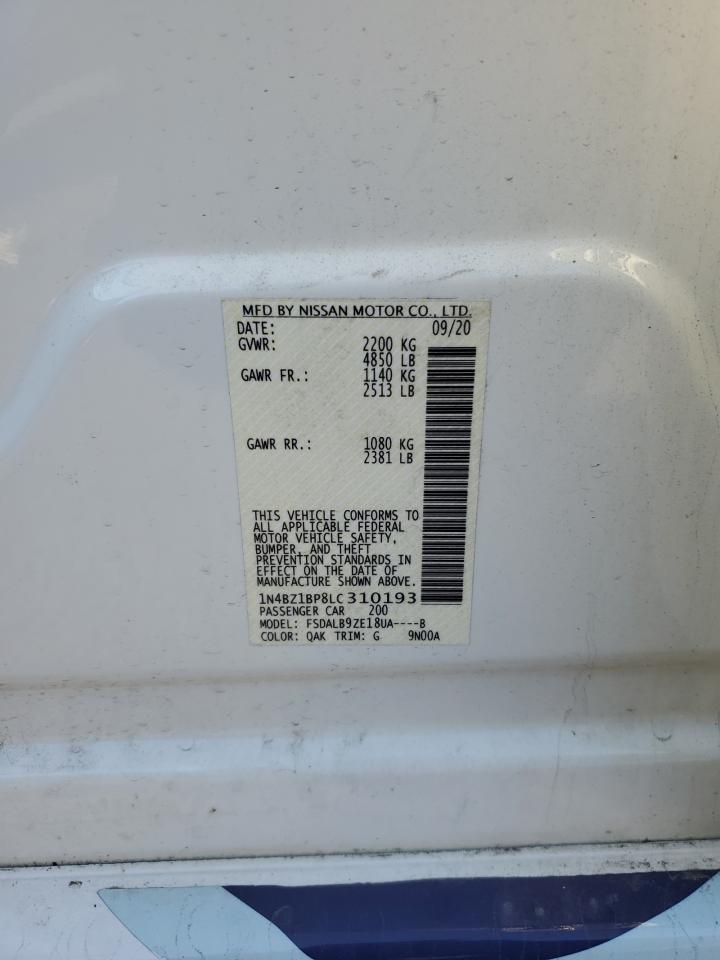 MFD BY NISSAN MOTOR CO., LTD.
DATE: 09/20
GVWR: 2200 KG
4850 LB
GAWR FR.: 1140 KG
2513 LB
GAWR RR.: 1080 KG
2381 LB
THIS VEHICLE CONFORMS TO
ALL APPLICABLE FEDERAL
MOTOR VEHICLE SAFETY,
BUMPER, AND THEFT
PREVENTION STANDARDS IN
EFFECT ON THE DATE OF
MANUFACTURE SHOWN ABOVE.
1N4BZ1BP8LC310193
PASSENGER CAR 200
MODEL: FSDALB9ZE18UA----B
COLOR: QAK TRIM: G 9N00A